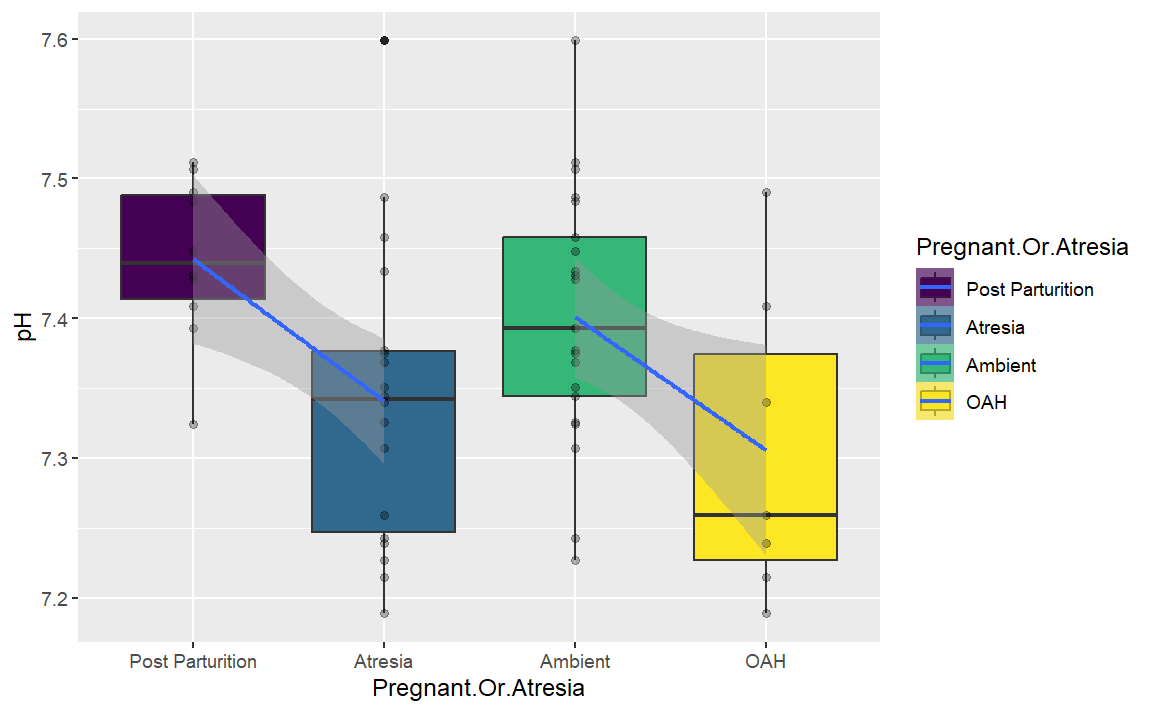 7.6
7.5
7.4
7.3
7.2
pH
Post Parturition
Atresia
Ambient
OAH
Pregnant.Or.Atresia
Pregnant.Or.Atresia
Post Parturition
Atresia
Ambient
OAH